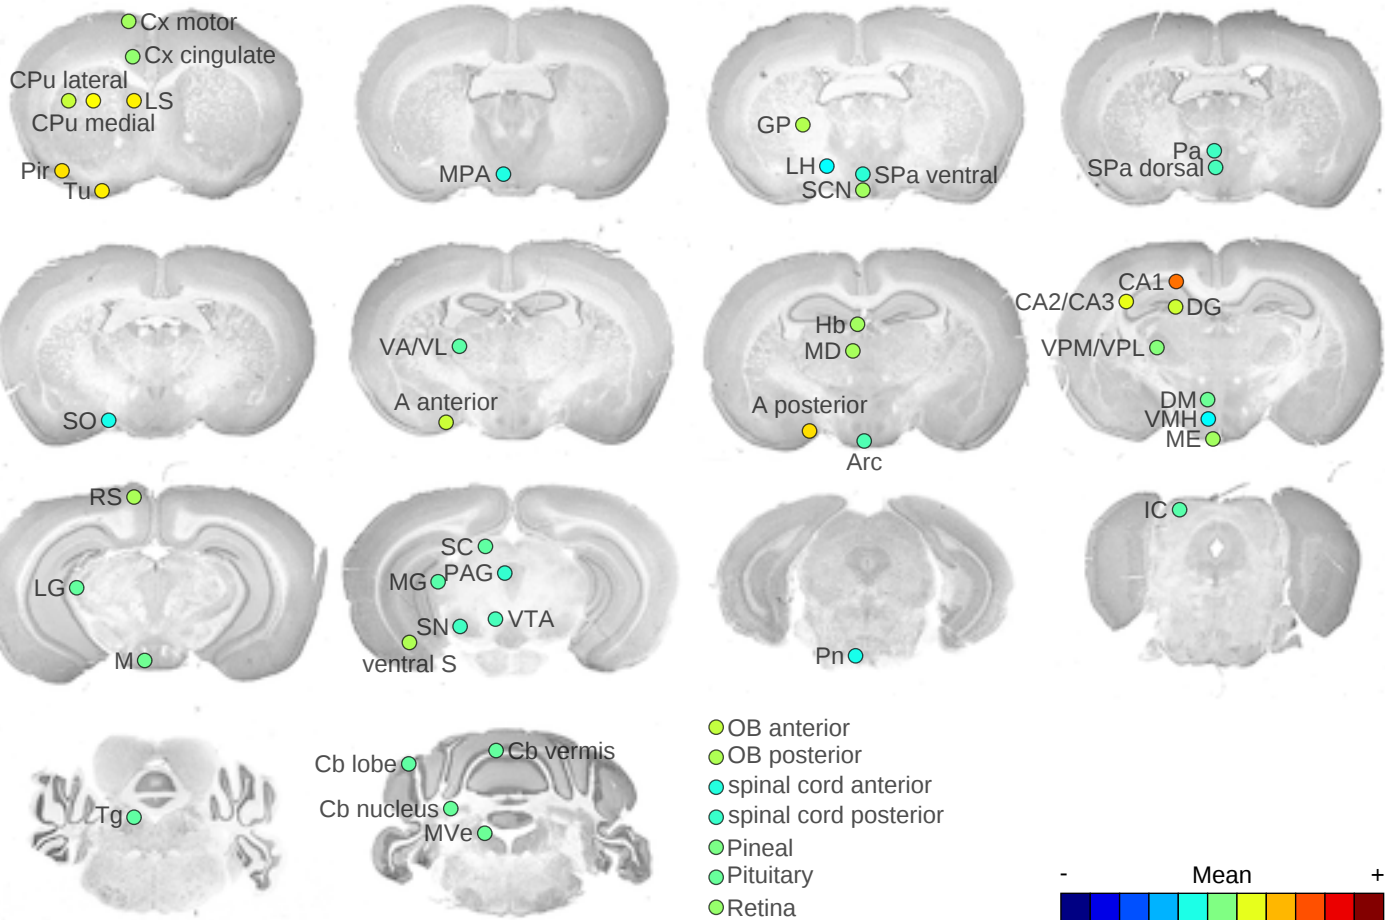 Cx motor
Cx cingulate
CPu lateral
LS
CPu medial
Pir
Tu
MPA
GP
LH
SPa ventral
SCN
Pa
SPa dorsal
SO
VA/VL
A anterior
Hb
MD
A posterior
Arc
CA1
CA2/CA3
DG
VPM/VPL
DM
VMH
ME
RS
LG
M
SC
MG
PAG
SN
VTA
ventral S
Pn
IC
Tg
Cb lobe
Cb vermis
Cb nucleus
MVe
OB anterior
OB posterior
spinal cord anterior
spinal cord posterior
Pineal
Pituitary
Retina
- Mean +